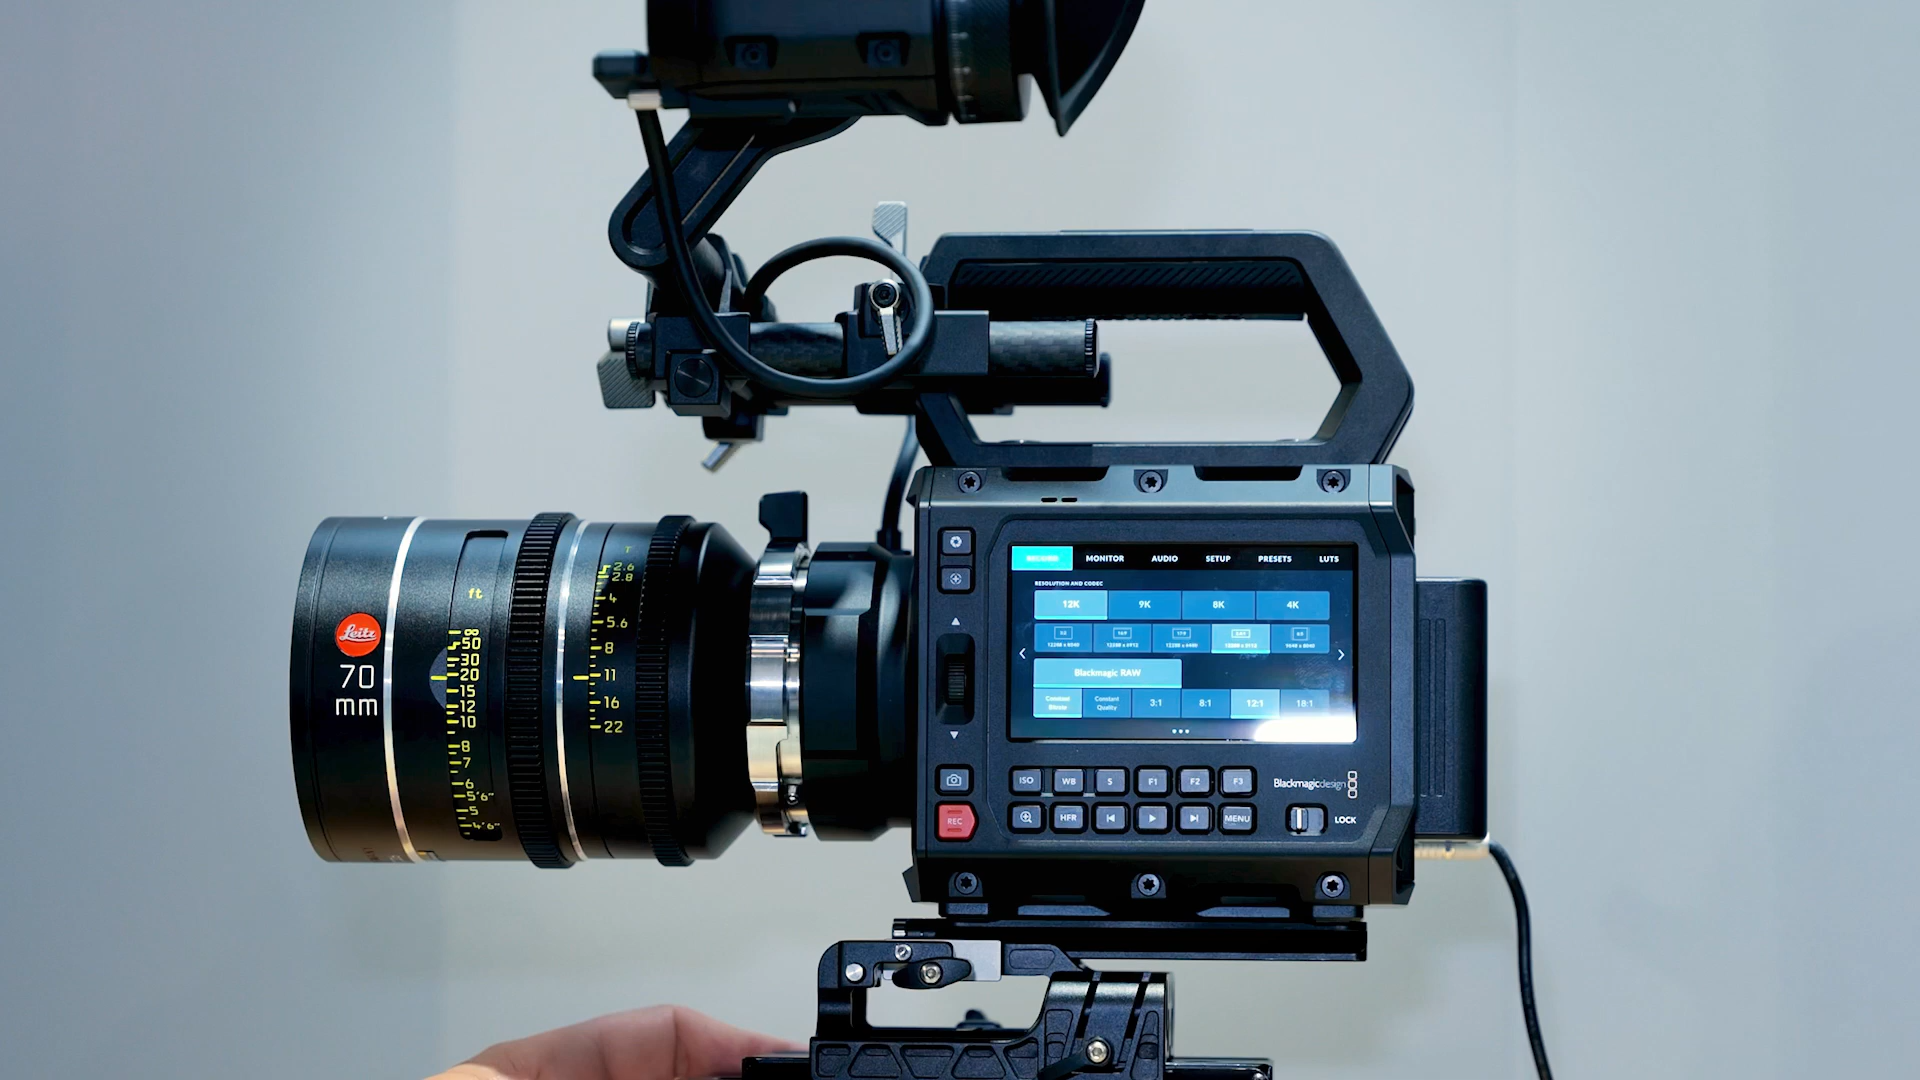 Leitz
70
mm
ft
∞
50
30
20
15
12
10
8
7
6
5'6"
5
4'6"
T
2.6
2.8
4
5.6
8
11
16
22
MONITOR AUDIO SETUP PRESETS LUTS
RESOLUTION AND CODEC
12K 9K 8K 4K
Blackmagic RAW
Constant Bitrate
Constant Quality
3:1 8:1 12:1 18:1
ISO WB S F1 F2 F3
Blackmagicdesign
REC
HFR MENU
LOCK